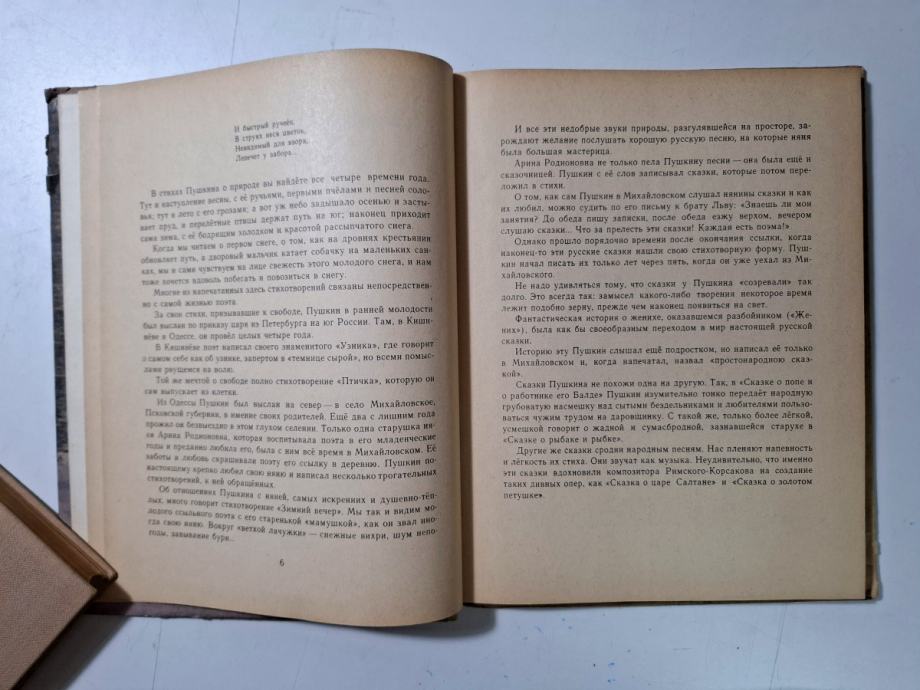 И быстрый ручеёк,
В струях неся цветок,
Невидимый для взора,
Лепечет у забора...
В стихах Пушкина о природе вы найдёте все четыре времени года.
Тут и наступление весны, с её ручьями, первыми пчёлами и песней соло-
вья; тут и лето с его грозами; а вот уж небо задышало осенью и засты-
вает пруд, и перелётные птицы держат путь на юг; наконец приходит
сама зима, с её бодрящим холодком и красотой рассыпчатого снега.
Когда мы читаем о первом снеге, о том, как на дровнях крестьянин
обновляет путь, а дворовый мальчик катает собачку на маленьких сан-
ках, мы и сами чувствуем на лице свежесть этого молодого снега, и нам
тоже хочется вдоволь побегать и повозиться в снегу.
Многие из напечатанных здесь стихотворений связаны непосредствен-
но с самой жизнью поэта.
За свои стихи, призывавшие к свободе, Пушкин в ранней молодости
был выслан по приказу царя из Петербурга на юг России. Там, в Киши-
нёве и Одессе, он провёл целых четыре года.
В Кишинёве поэт написал своего знаменитого «Узника», где говорит
о самом себе как об узнике, запертом в «темнице сырой», но всеми помыс-
лами рвущемся на волю.
Той же мечтой о свободе полно стихотворение «Птичка», которую он
сам выпускает из клетки.
Из Одессы Пушкин был выслан на север — в село Михайловское,
Псковской губернии, в имение своих родителей. Ещё два с лишним года
прожил он безвыездно в этом глухом селении. Только одна старушка ня-
ня Арина Родионовна, которая воспитывала поэта в его младенческие
годы и преданно любила его, была с ним всё время в Михайловском. Её
заботы и любовь скрашивали поэту его ссылку в деревню. Пушкин по-
настоящему крепко любил свою няню и написал несколько трогательных
стихотворений, к ней обращённых.
Об отношениях Пушкина с няней, самых искренних и душевно-тёп-
лых, много говорит стихотворение «Зимний вечер». Мы так и видим мо-
лодого ссыльного поэта с его старенькой «мамушкой», как он звал ино-
гда свою няню. Вокруг «ветхой лачужки» — снежные вихри, шум непо-
годы, завывание бури...
6
И все эти недобрые звуки природы, разгулявшейся на просторе, за-
рождают желание послушать хорошую русскую песню, на которые няня
была большая мастерица.
Арина Родионовна не только пела Пушкину песни — она была ещё и
сказочницей. Пушкин с её слов записывал сказки, которые потом пере-
ложил в стихи.
О том, как сам Пушкин в Михайловском слушал нянины сказки и как
их любил, можно судить по его письму к брату Льву: «Знаешь ли мои
занятия? До обеда пишу записки, после обеда езжу верхом, вечером
слушаю сказки... Что за прелесть эти сказки! Каждая есть поэма!»
Однако прошло порядочно времени после окончания ссылки, когда
наконец-то эти русские сказки нашли свою стихотворную форму. Пуш-
кин начал писать их только лет через пять, когда он уже уехал из Ми-
хайловского.
Не надо удивляться тому, что сказки у Пушкина «созревали» так
долго. Это всегда так: замысел какого-либо творения некоторое время
лежит подобно зерну, прежде чем наконец появиться на свет.
Фантастическая история о женихе, оказавшемся разбойником («Же-
них»), была как бы своеобразным переходом в мир настоящей русской
сказки.
Историю эту Пушкин слышал ещё подростком, но написал её только
в Михайловском и, когда напечатал, назвал «простонародною сказ-
кой».
Сказки Пушкина не похожи одна на другую. Так, в «Сказке о попе и
о работнике его Балде» Пушкин изумительно тонко передаёт народную
грубоватую насмешку над сытыми бездельниками и любителями пользо-
ваться чужим трудом на даровщинку. С такой же, только более лёгкой,
усмешкой говорит о жадной и сумасбродной, зазнавшейся старухе в
«Сказке о рыбаке и рыбке».
Другие же сказки сродни народным песням. Нас пленяют напевность
и лёгкость их стиха. Они звучат как музыка. Неудивительно, что именно
эти сказки вдохновили композитора Римского-Корсакова на создание
таких дивных опер, как «Сказка о царе Салтане» и «Сказка о золотом
петушке».